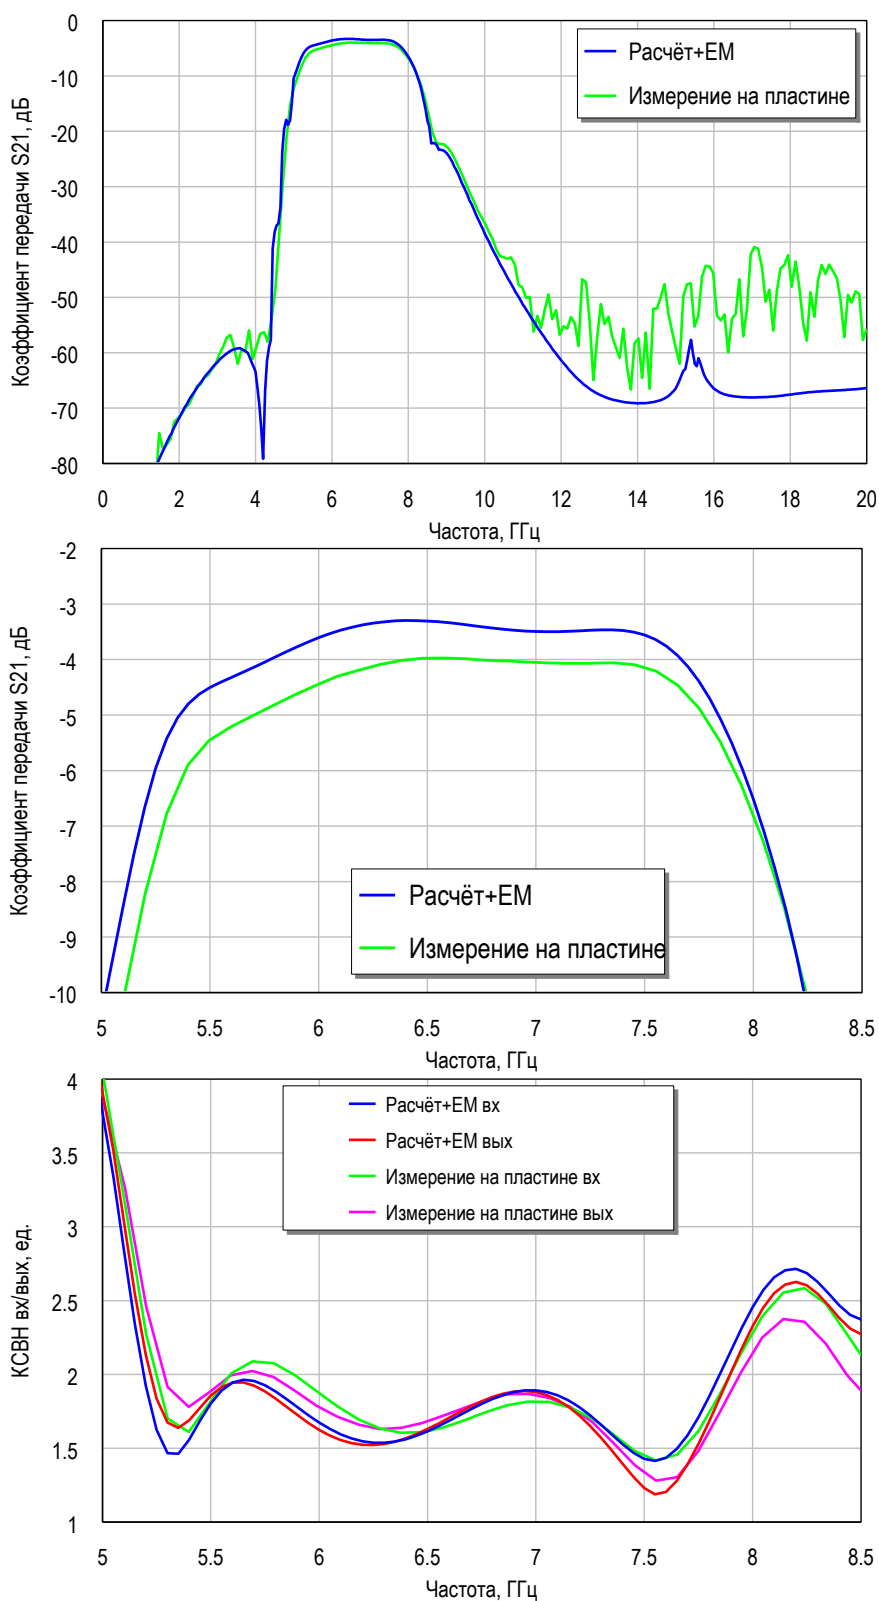 Коэффициент передачи S21, дБ
0
-10
-20
-30
-40
-50
-60
-70
-80
Расчёт+EM
Измерение на пластине
0 2 4 6 8 10 12 14 16 18 20
Частота, ГГц
Коэффициент передачи S21, дБ
-2
-3
-4
-5
-6
-7
-8
-9
-10
Расчёт+EM
Измерение на пластине
5 5.5 6 6.5 7 7.5 8 8.5
Частота, ГГц
КСВН вх/вых, ед.
4
3.5
3
2.5
2
1.5
1
Расчёт+EM вх
Расчёт+EM вых
Измерение на пластине вх
Измерение на пластине вых
5 5.5 6 6.5 7 7.5 8 8.5
Частота, ГГц